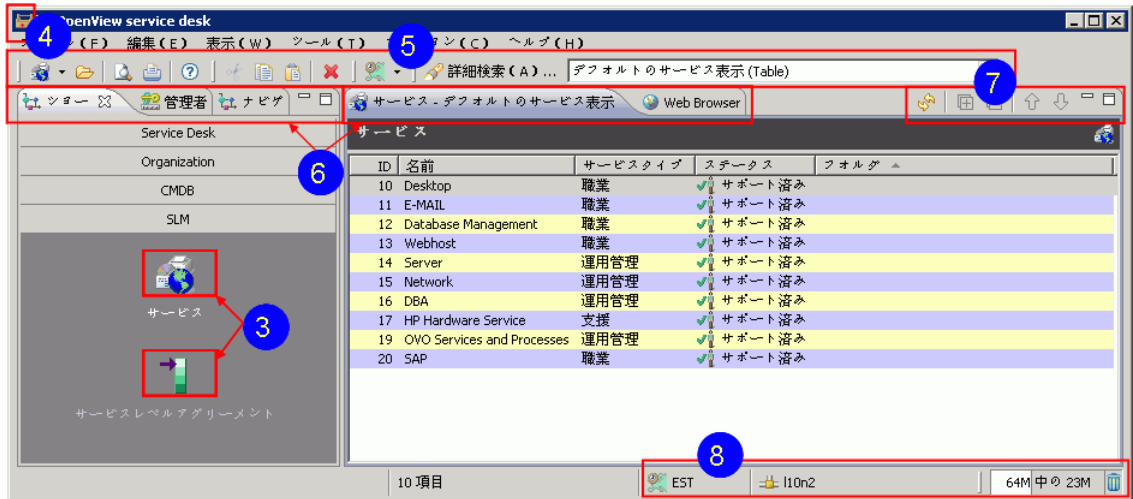 OpenView service desk
4
(F) 編集(E) 表示(W) ツール(T) ション(C) ヘルプ(H)
5
詳細検索(A)... デフォルトのサービス表示(Table)
7
ショー 管理者 ナビゲ サービス - デフォルトのサービス表示 Web Browser
6
Service Desk
Organization
CMDB
SLM
サービス
3
サービスレベルアグリーメント
サービス
ID 名前 サービスタイプ ステータス フォルダ
10 Desktop 職業 サポート済み
11 E-MAIL 職業 サポート済み
12 Database Management 職業 サポート済み
13 Webhost 職業 サポート済み
14 Server 運用管理 サポート済み
15 Network 運用管理 サポート済み
16 DBA 運用管理 サポート済み
17 HP Hardware Service 支援 サポート済み
19 OVO Services and Processes 運用管理 サポート済み
20 SAP 職業 サポート済み
8
10 項目 EST l10n2 64M 中の 23M